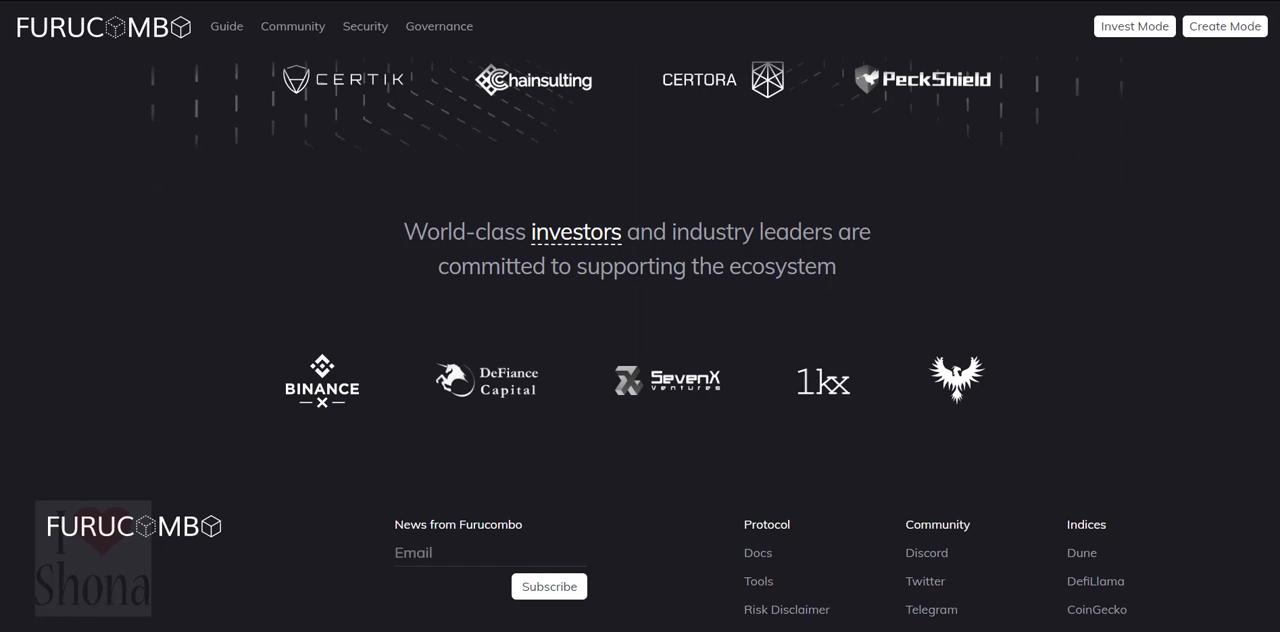 FURUCOMBO Guide Community Security Governance Invest Mode Create Mode
CERTIK Chainsulting CERTORA PeckShield
World-class investors and industry leaders are
committed to supporting the ecosystem
BINANCE
X
DeFiance
Capital
SevenX
Ventures
1kx
FURUCOMBO
I
Shona
News from Furucombo
Email
Subscribe
Protocol
Docs
Tools
Risk Disclaimer
Community
Discord
Twitter
Telegram
Indices
Dune
DefiLlama
CoinGecko